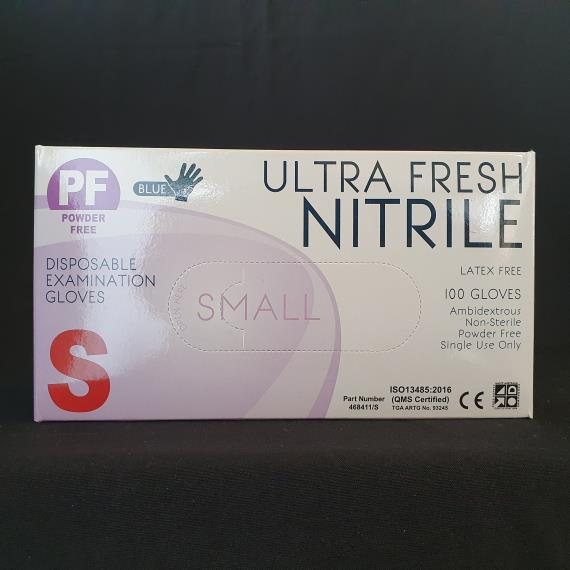 PF
POWDER
FREE
BLUE
ULTRA FRESH
NITRILE
DISPOSABLE
EXAMINATION
GLOVES
SMALL
LATEX FREE
100 GLOVES
Ambidextrous
Non-Sterile
Powder Free
Single Use Only
S
Part Number
468411/S
ISO13485:2016
(QMS Certified)
TGA ARTG No. 93245
CE